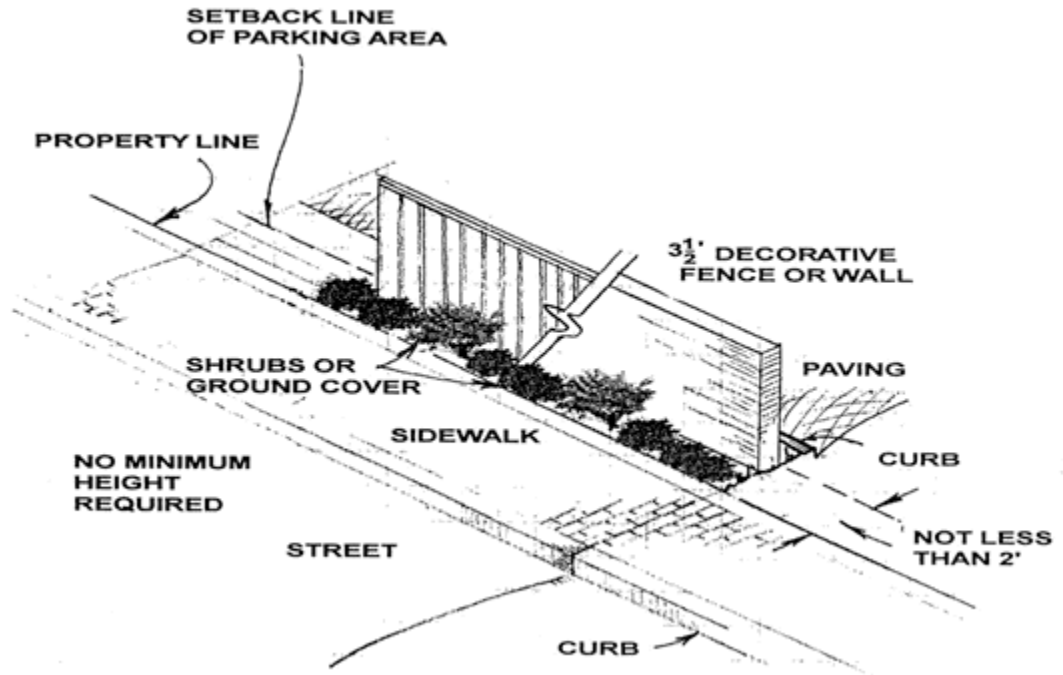 SETBACK LINE
OF PARKING AREA
PROPERTY LINE
3½' DECORATIVE
FENCE OR WALL
SHRUBS OR
GROUND COVER
PAVING
SIDEWALK
CURB
NO MINIMUM
HEIGHT
REQUIRED
NOT LESS
THAN 2'
STREET
CURB